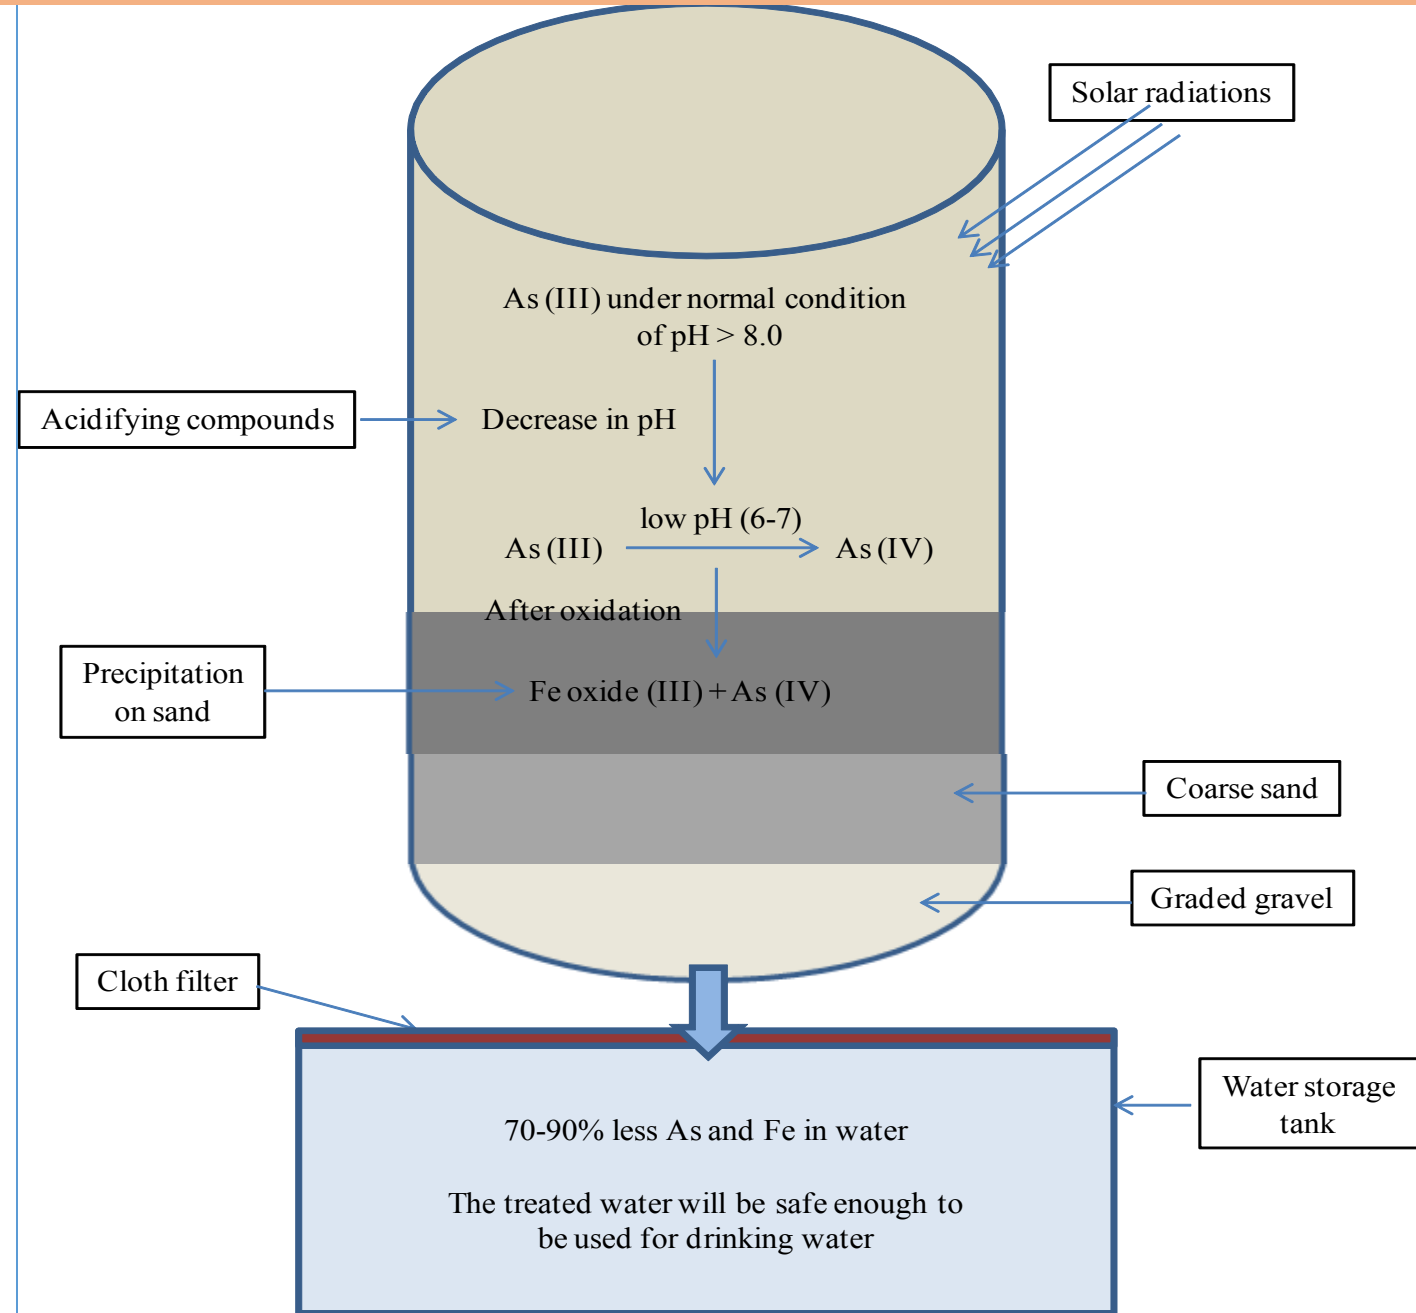 Solar radiations
As (III) under normal condition
of pH > 8.0
Acidifying compounds
Decrease in pH
low pH (6-7)
As (III)
As (IV)
After oxidation
Precipitation
on sand
Fe oxide (III) + As (IV)
Coarse sand
Graded gravel
Cloth filter
Water storage
tank
70-90% less As and Fe in water
The treated water will be safe enough to
be used for drinking water